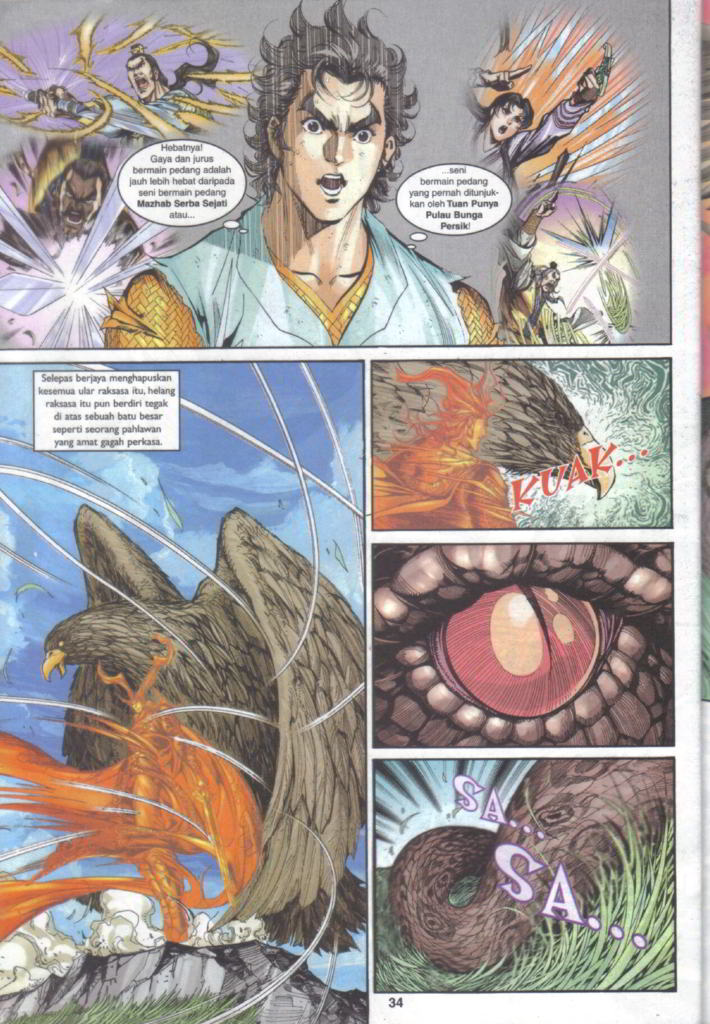 Hebatnya!
Gaya dan jurus
bermain pedang adalah
jauh lebih hebat daripada
seni bermain pedang
Mazhab Serba Sejati
atau...
...seni
bermain pedang
yang pernah ditunjuk-
kan oleh Tuan Punya
Pulau Bunga
Persik!
Selepas berjaya menghapuskan
kesemua ular raksasa itu, helang
raksasa itu pun berdiri tegak
di atas sebuah batu besar
seperti seorang pahlawan
yang amat gagah perkasa.
KUAK...
SA...
SA...
34